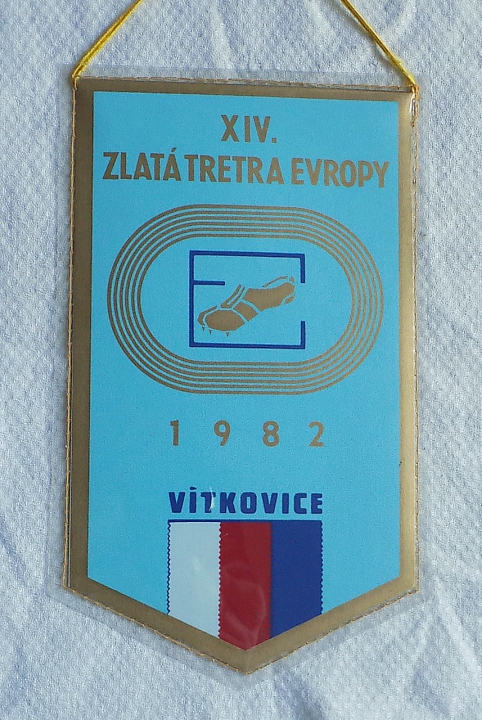 XIV.
ZLATÁ TRETRA EVROPY
1982
VÍTKOVICE